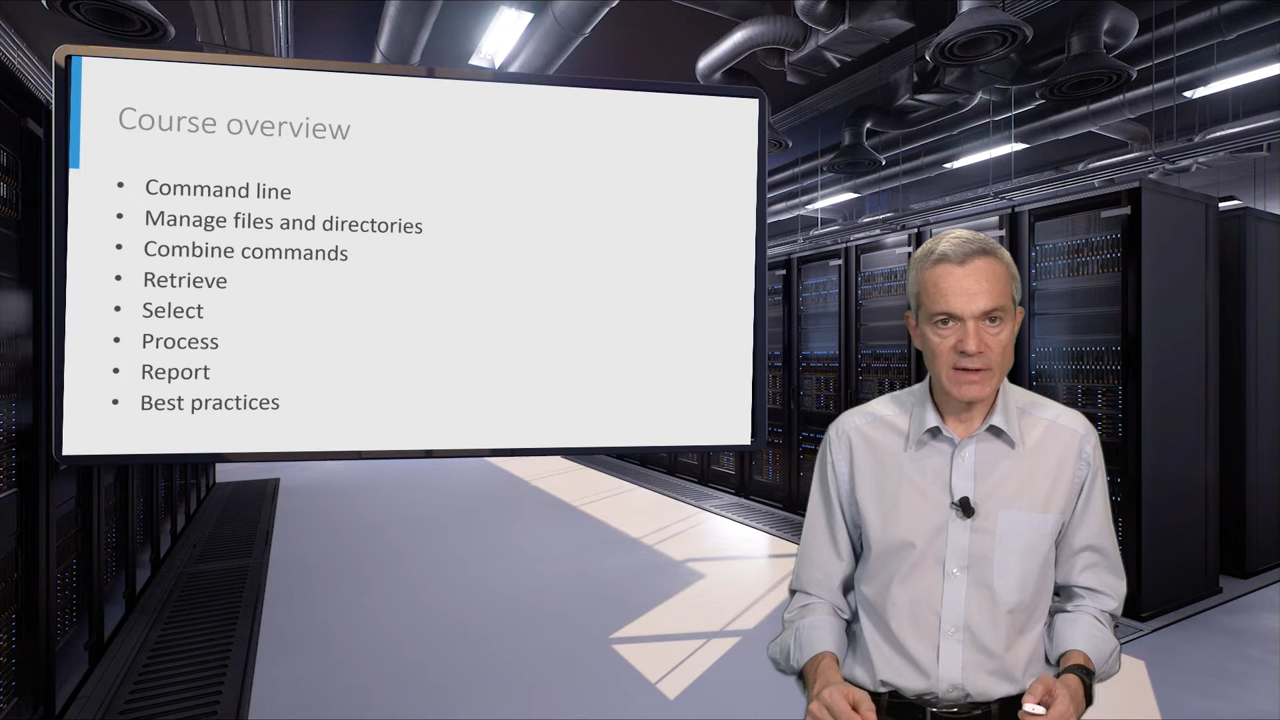 Course overview
• Command line
• Manage files and directories
• Combine commands
• Retrieve
• Select
• Process
• Report
• Best practices